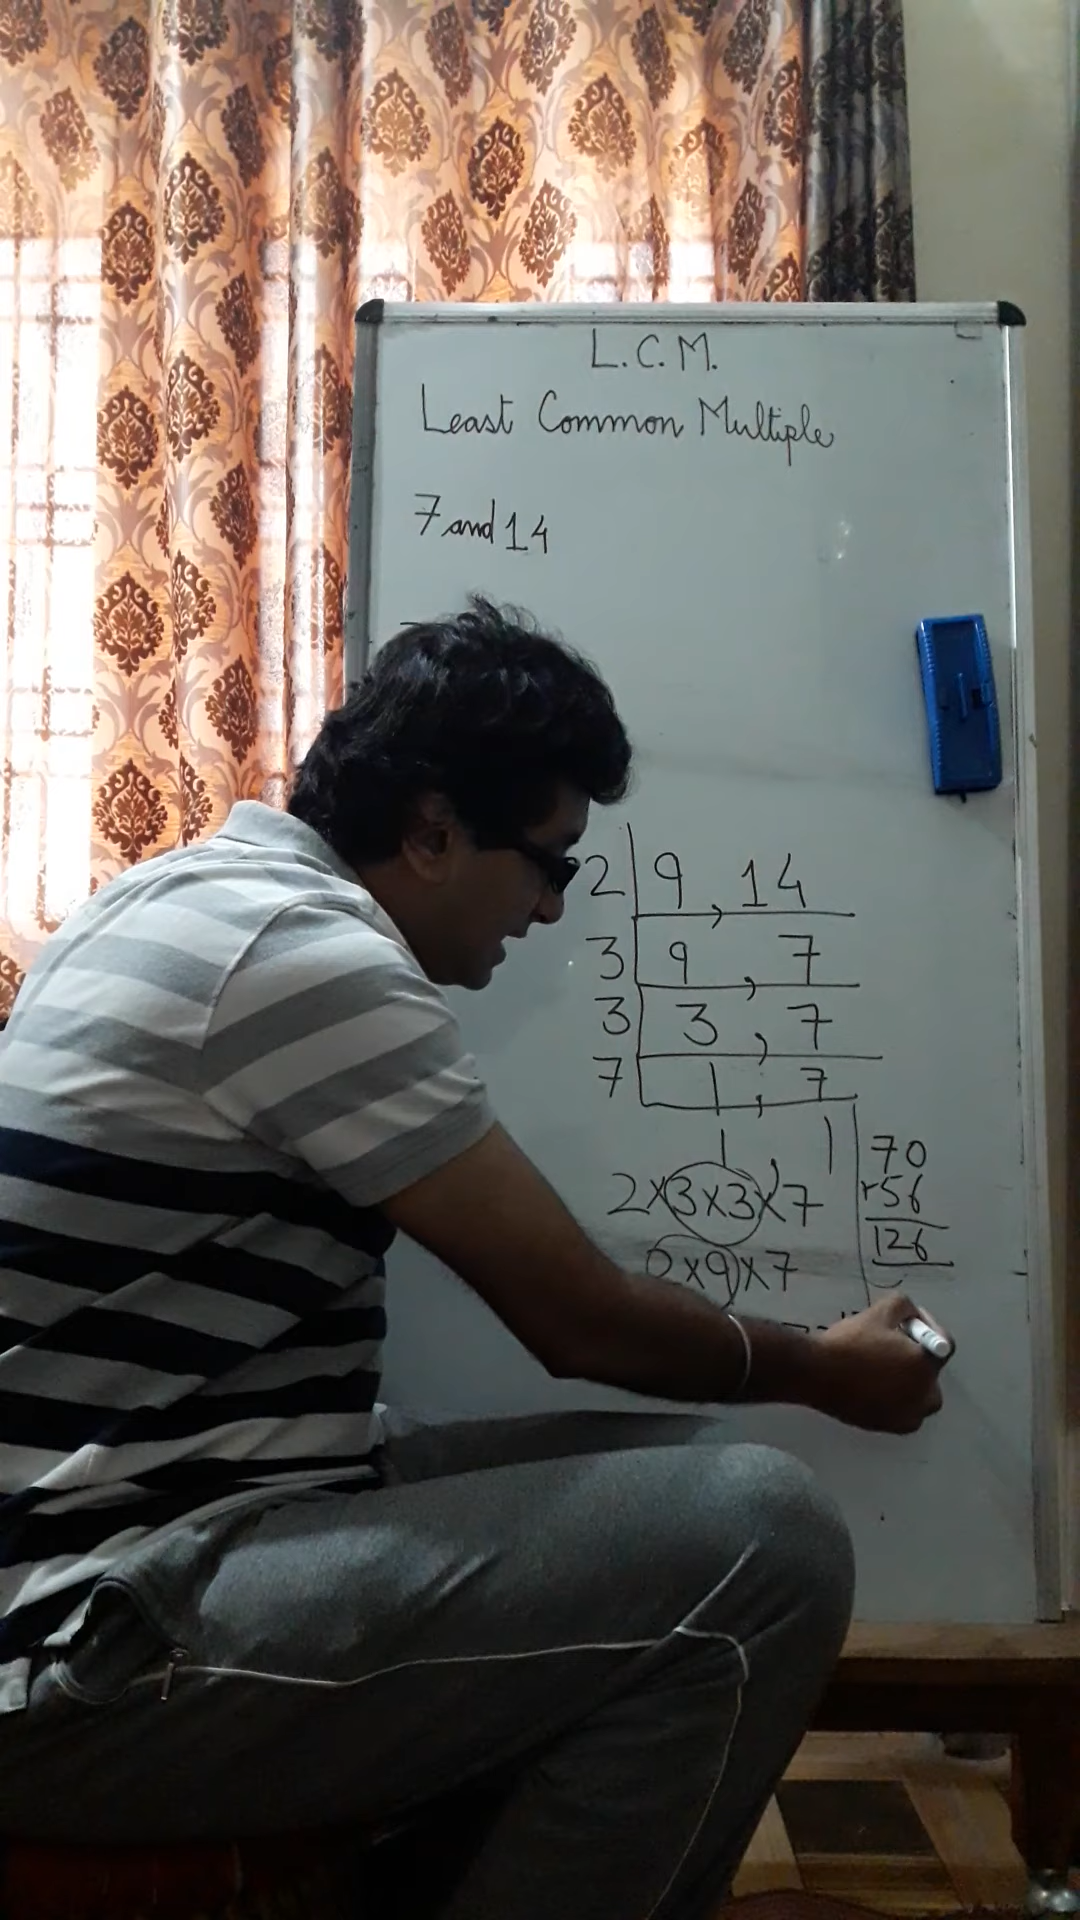 L.C.M.
Least Common Multiple
7 and 14
2 | 9, 14
3 | 9, 7
3 | 3, 7
7 | 1, 7
1, 1
2×3×3×7
2×9×7
70
+56
126